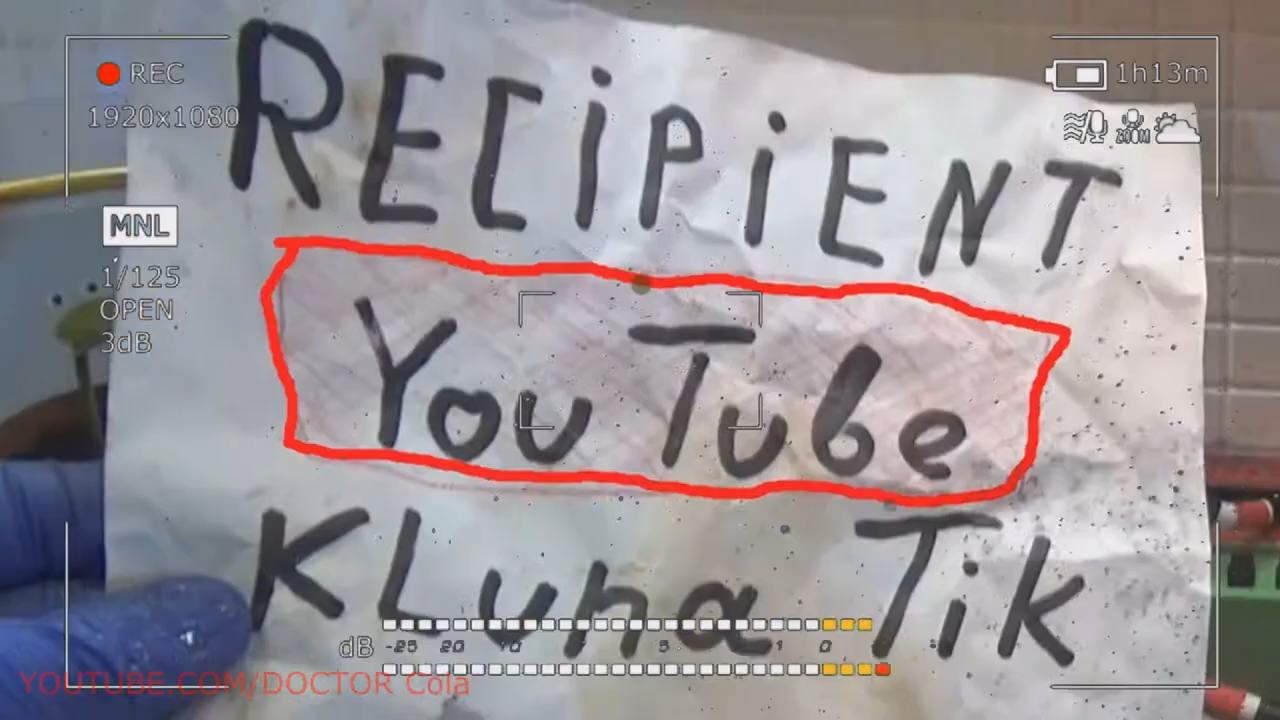 RECiPiENT
YouTube
KLuna Tik
REC
1920x1080
MNL
1/125
OPEN
3dB
1h13m
ZOOM
dB -25 20 10 5 1 0
YOUTUBE.COM/DOCTOR Cola